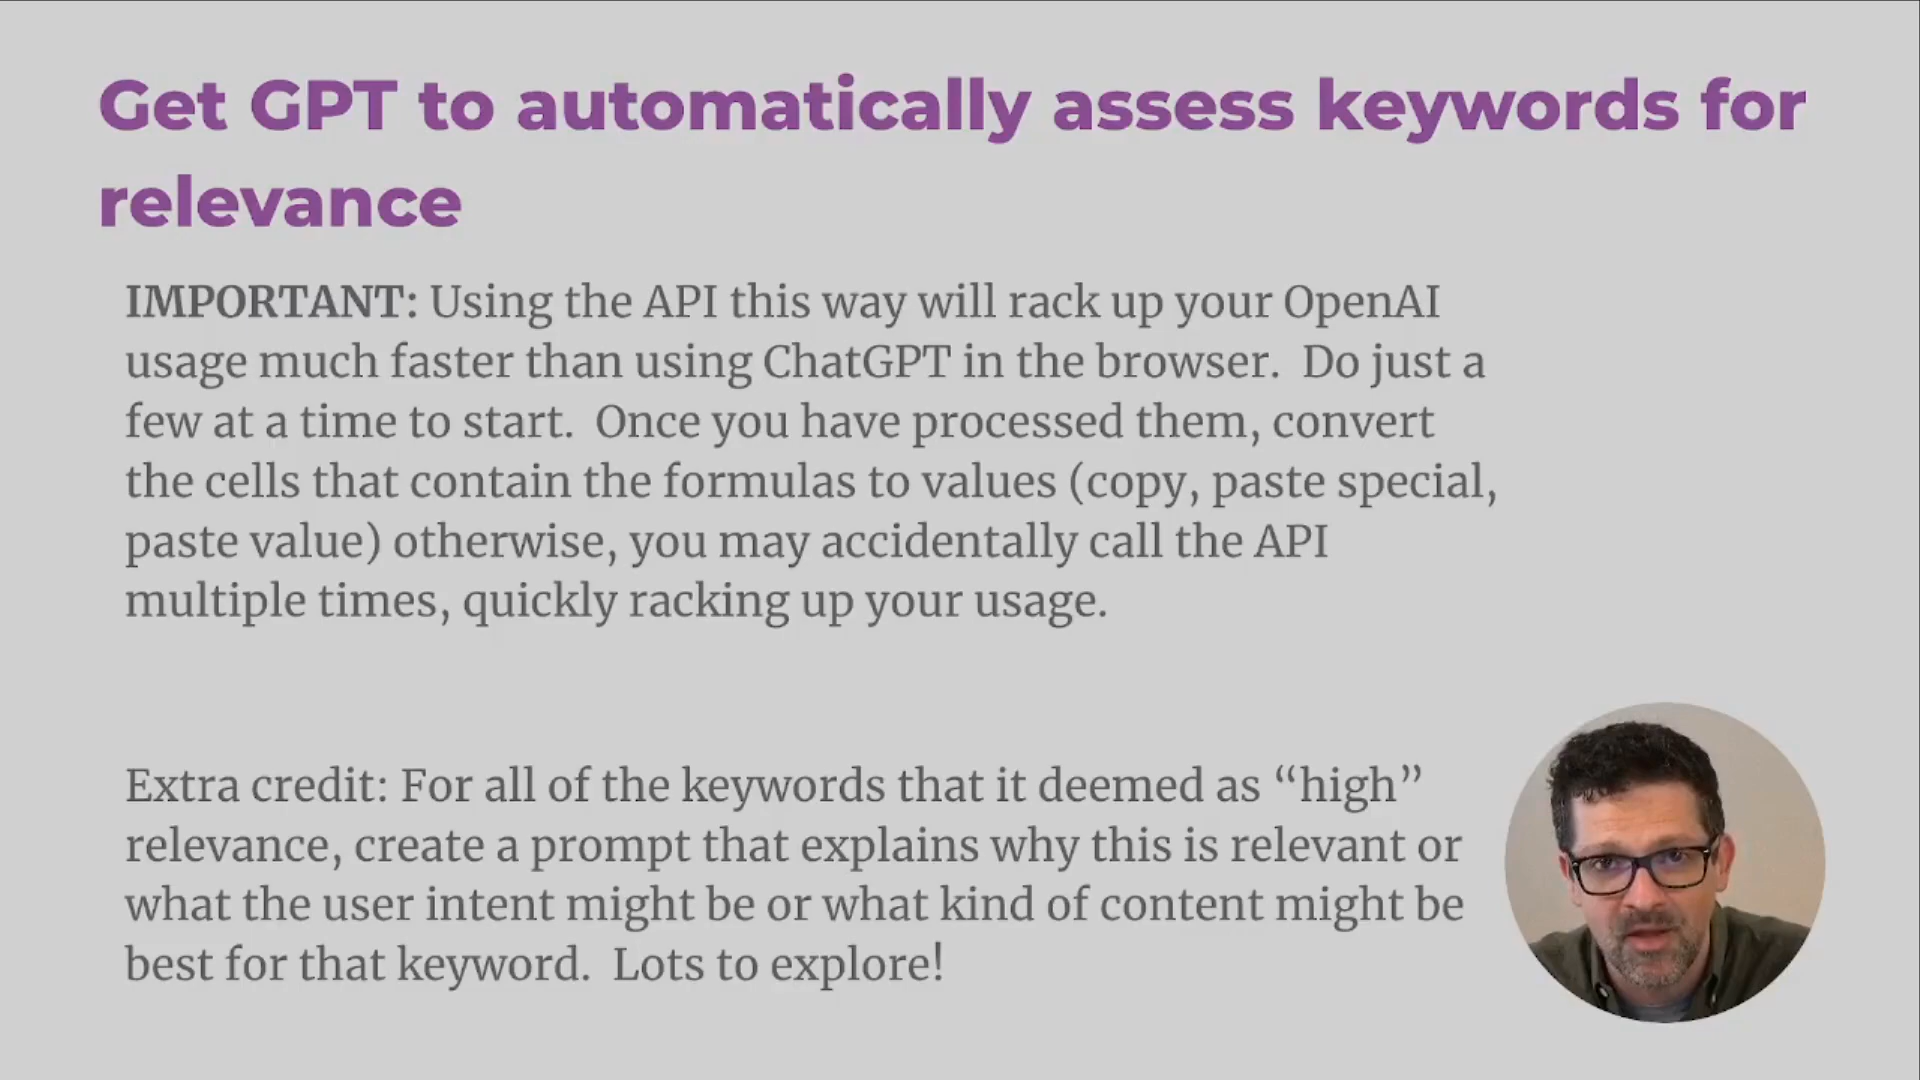 Get GPT to automatically assess keywords for
relevance
IMPORTANT: Using the API this way will rack up your OpenAI
usage much faster than using ChatGPT in the browser.  Do just a
few at a time to start.  Once you have processed them, convert
the cells that contain the formulas to values (copy, paste special,
paste value) otherwise, you may accidentally call the API
multiple times, quickly racking up your usage.
Extra credit: For all of the keywords that it deemed as “high”
relevance, create a prompt that explains why this is relevant or
what the user intent might be or what kind of content might be
best for that keyword.  Lots to explore!